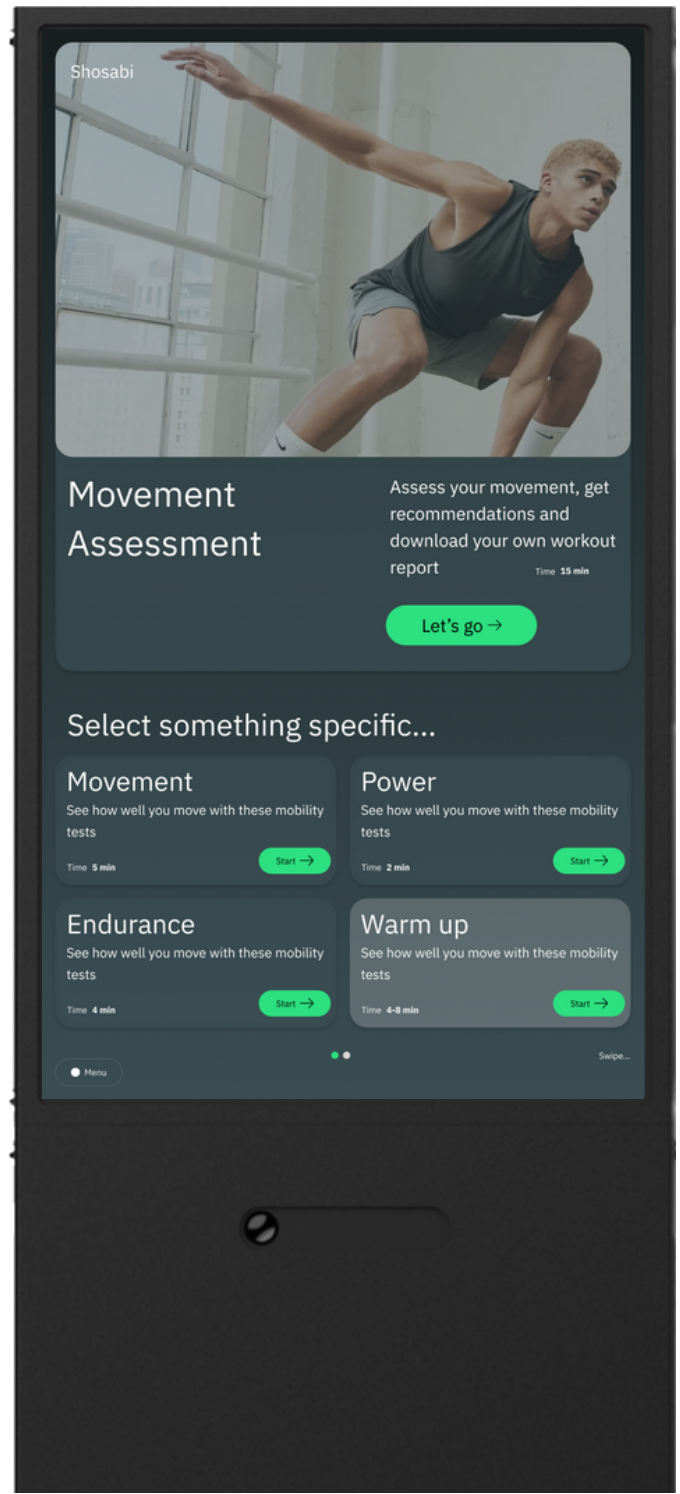 Shosabi
Movement
Assessment
Assess your movement, get
recommendations and
download your own workout
report
Time 15 min
Let's go →
Select something specific...
Movement
See how well you move with these mobility
tests
Time 5 min
Start →
Power
See how well you move with these mobility
tests
Time 2 min
Start →
Endurance
See how well you move with these mobility
tests
Time 4 min
Start →
Warm up
See how well you move with these mobility
tests
Time 4-8 min
Start →
Swipe...
Menu